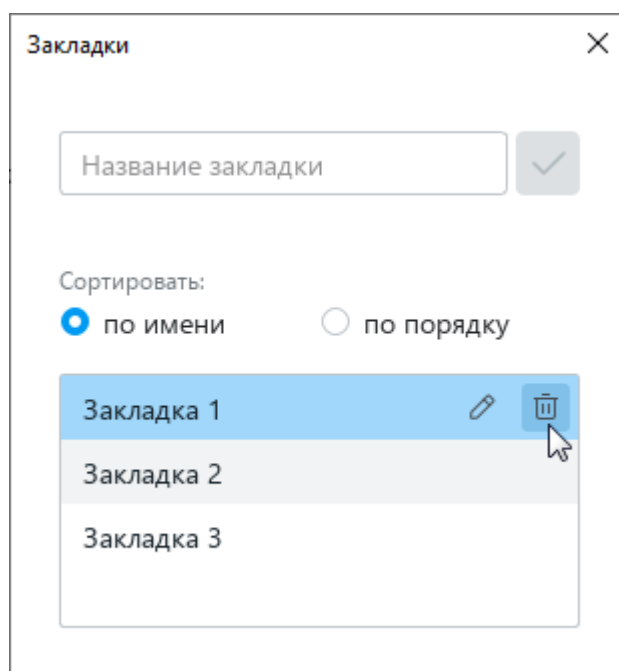 Закладки
Название закладки
Сортировать:
по имени по порядку
Закладка 1
Закладка 2
Закладка 3